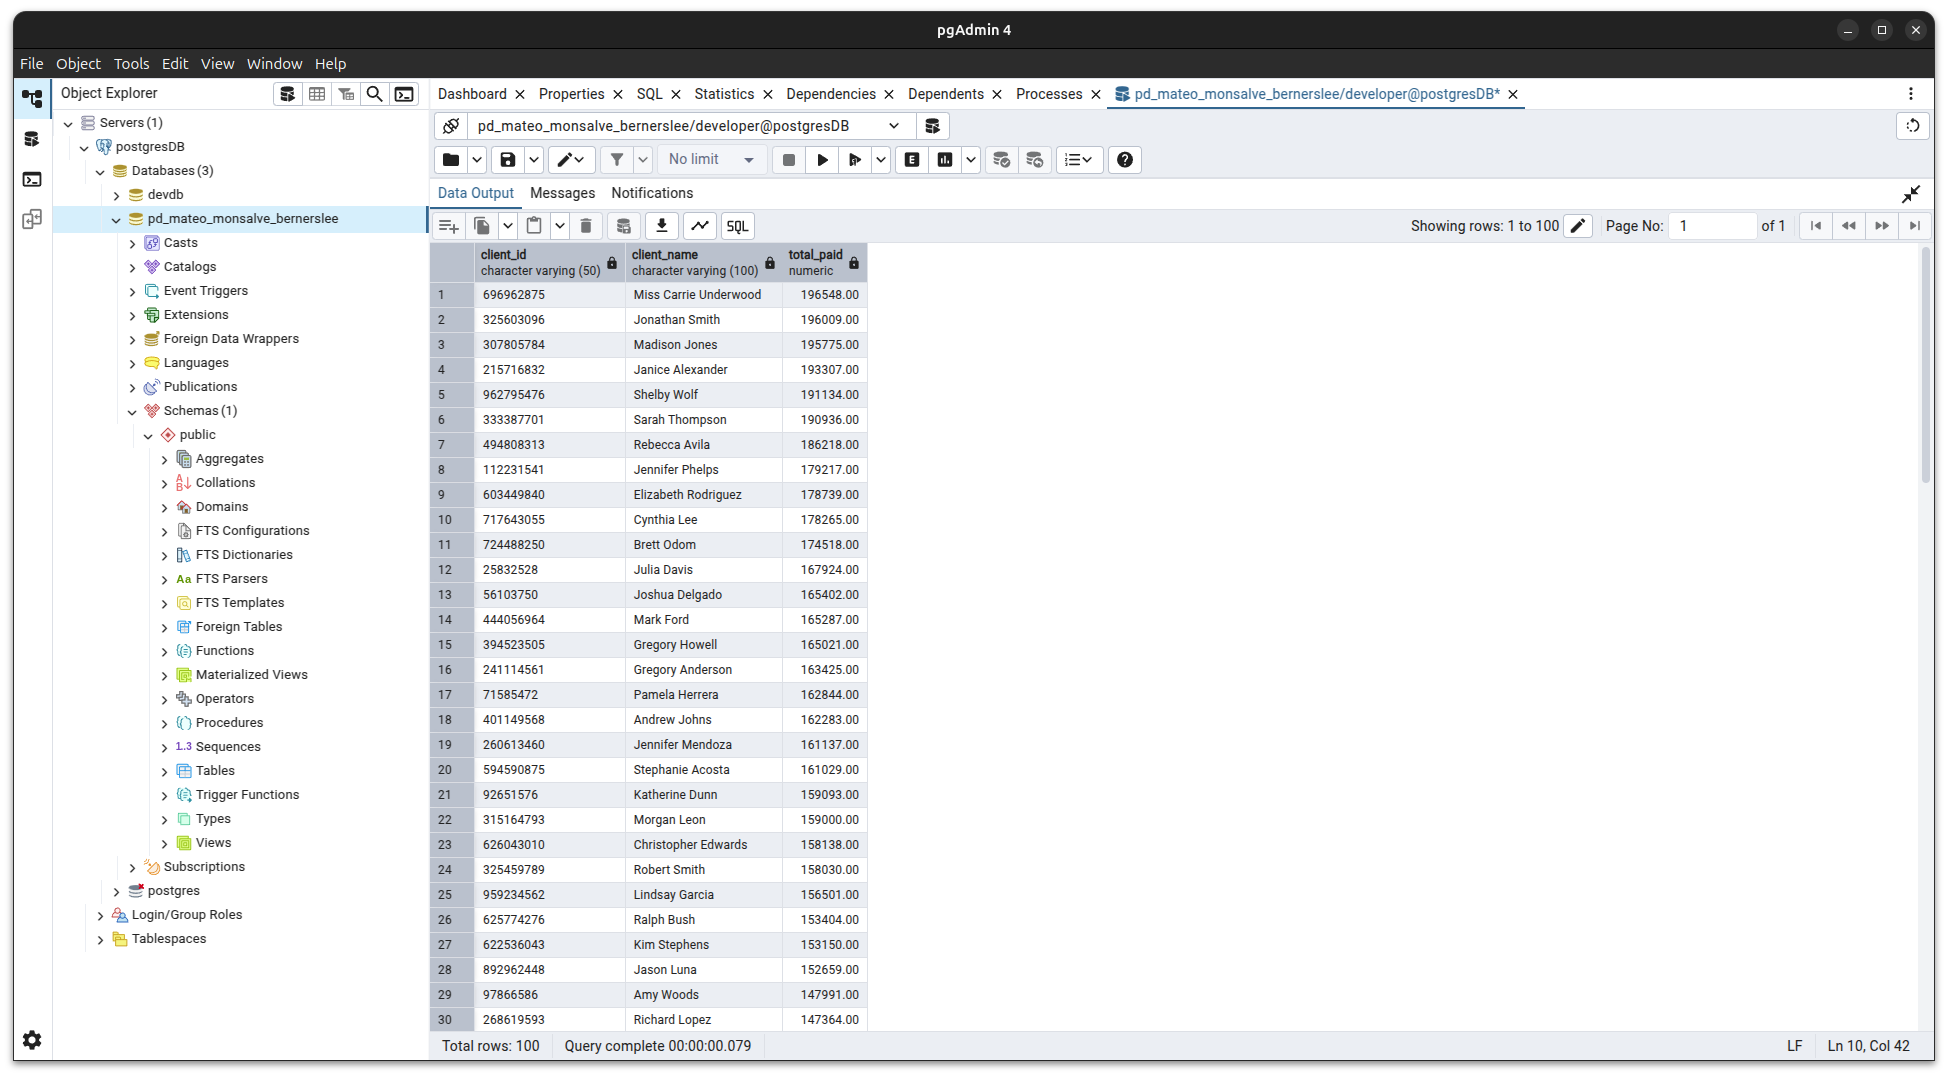 pgAdmin 4
File Object Tools Edit View Window Help
Object Explorer
Servers (1)
postgresDB
Databases (3)
devdb
pd_mateo_monsalve_bernerslee
Casts
Catalogs
Event Triggers
Extensions
Foreign Data Wrappers
Languages
Publications
Schemas (1)
public
Aggregates
Collations
Domains
FTS Configurations
FTS Dictionaries
Aa FTS Parsers
FTS Templates
Foreign Tables
Functions
Materialized Views
Operators
Procedures
1..3 Sequences
Tables
Trigger Functions
Types
Views
Subscriptions
postgres
Login/Group Roles
Tablespaces
Dashboard Properties SQL Statistics Dependencies Dependents Processes pd_mateo_monsalve_bernerslee/developer@postgresDB*
pd_mateo_monsalve_bernerslee/developer@postgresDB
No limit E
Data Output Messages Notifications
SQL Showing rows: 1 to 100 Page No: 1 of 1
client_id client_name total_paid
character varying (50) character varying (100) numeric
1 696962875 Miss Carrie Underwood 196548.00
2 325603096 Jonathan Smith 196009.00
3 307805784 Madison Jones 195775.00
4 215716832 Janice Alexander 193307.00
5 962795476 Shelby Wolf 191134.00
6 333387701 Sarah Thompson 190936.00
7 494808313 Rebecca Avila 186218.00
8 112231541 Jennifer Phelps 179217.00
9 603449840 Elizabeth Rodriguez 178739.00
10 717643055 Cynthia Lee 178265.00
11 724488250 Brett Odom 174518.00
12 25832528 Julia Davis 167924.00
13 56103750 Joshua Delgado 165402.00
14 444056964 Mark Ford 165287.00
15 394523505 Gregory Howell 165021.00
16 241114561 Gregory Anderson 163425.00
17 71585472 Pamela Herrera 162844.00
18 401149568 Andrew Johns 162283.00
19 260613460 Jennifer Mendoza 161137.00
20 594590875 Stephanie Acosta 161029.00
21 92651576 Katherine Dunn 159093.00
22 315164793 Morgan Leon 159000.00
23 626043010 Christopher Edwards 158138.00
24 325459789 Robert Smith 158030.00
25 959234562 Lindsay Garcia 156501.00
26 625774276 Ralph Bush 153404.00
27 622536043 Kim Stephens 153150.00
28 892962448 Jason Luna 152659.00
29 97866586 Amy Woods 147991.00
30 268619593 Richard Lopez 147364.00
Total rows: 100 Query complete 00:00:00.079 LF Ln 10, Col 42